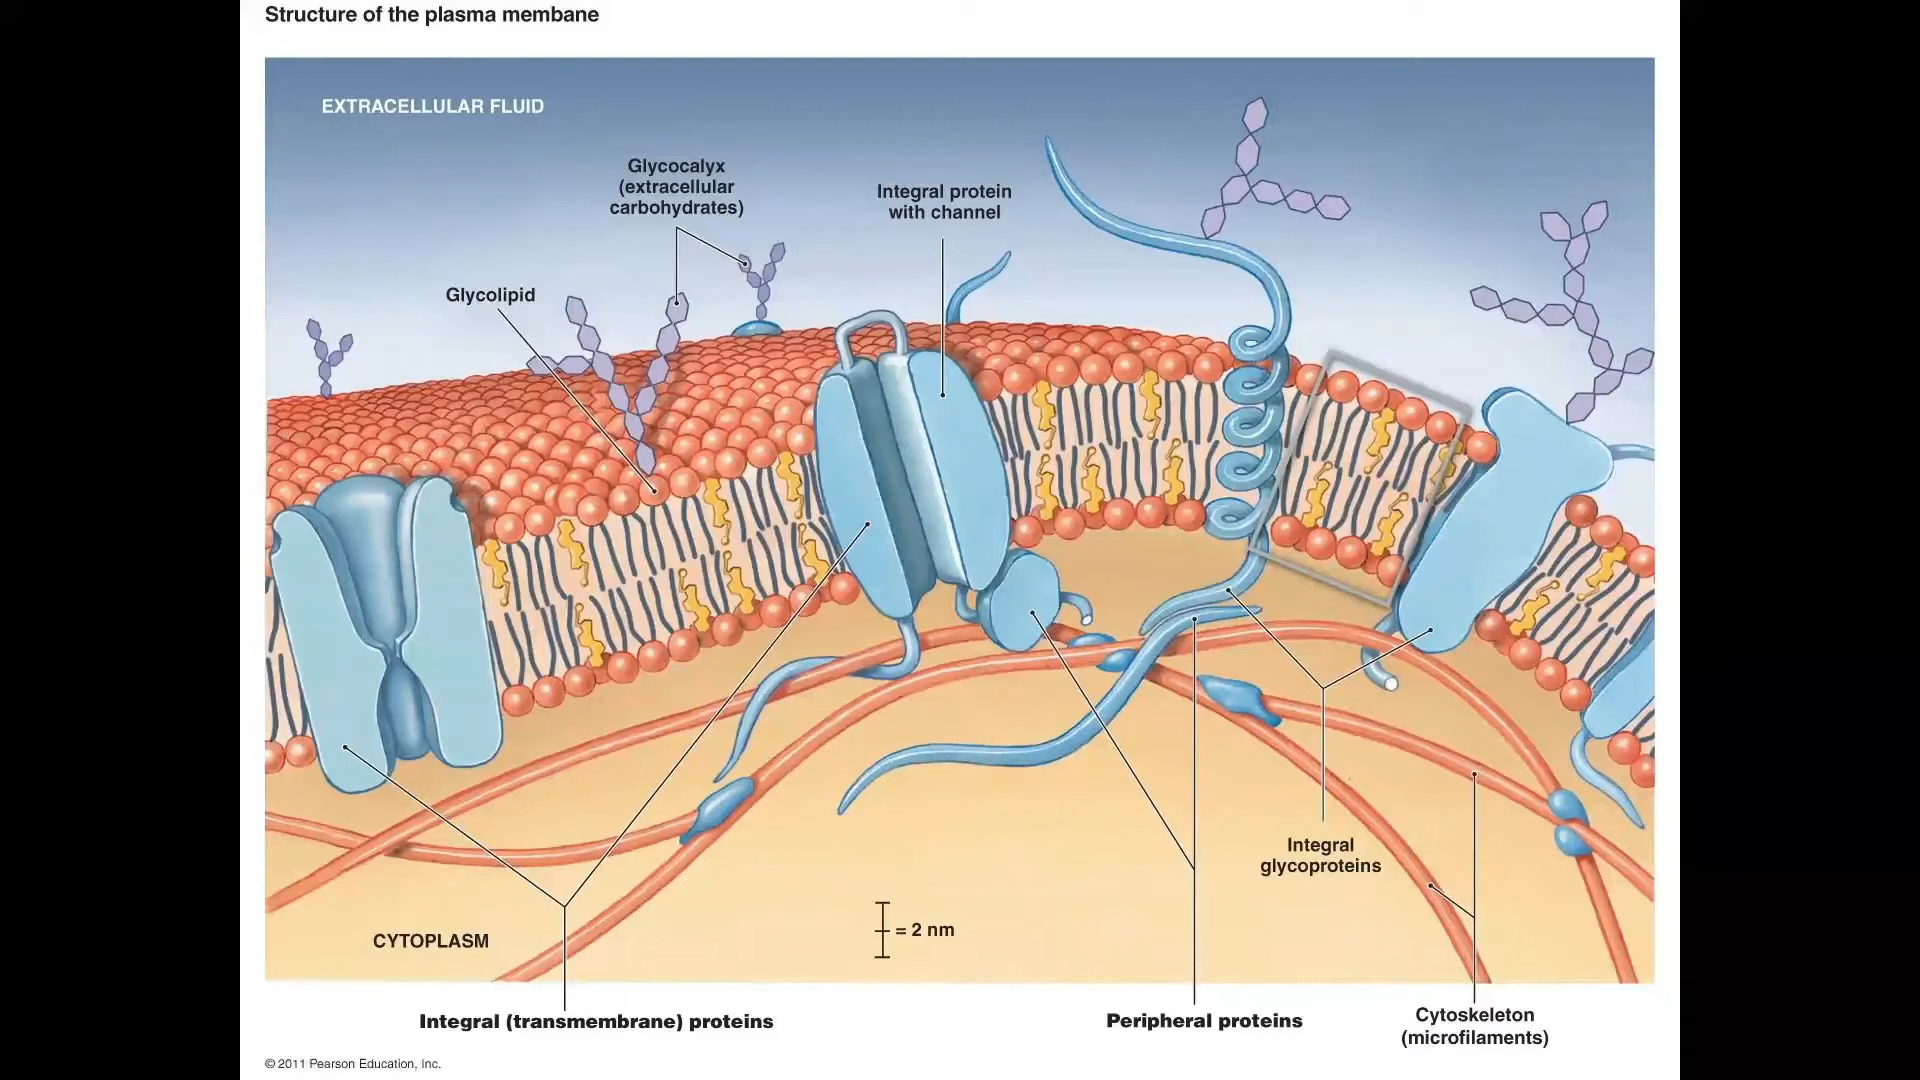 Structure of the plasma membane
EXTRACELLULAR FLUID
Glycocalyx
(extracellular
carbohydrates)
Integral protein
with channel
Glycolipid
Integral
glycoproteins
= 2 nm
CYTOPLASM
Integral (transmembrane) proteins
Peripheral proteins
Cytoskeleton
(microfilaments)
© 2011 Pearson Education, Inc.